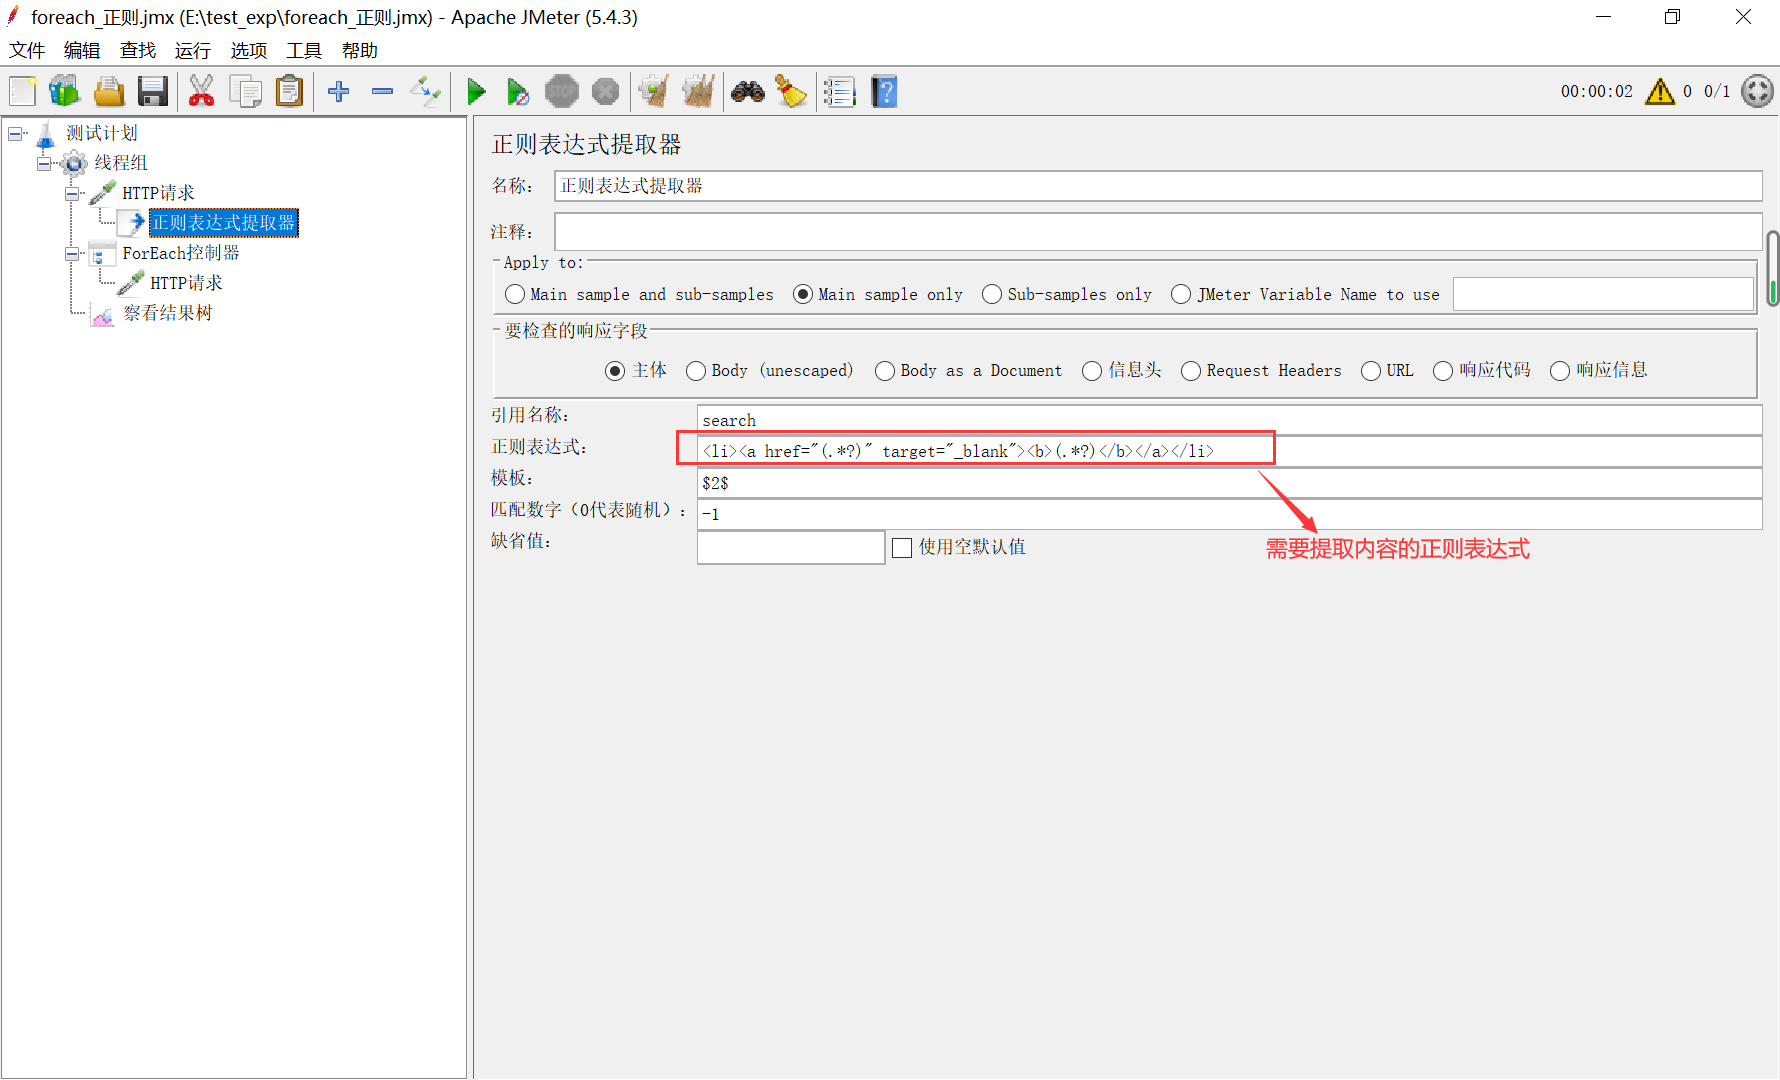 foreach_正则.jmx (E:\test_exp\foreach_正则.jmx) - Apache JMeter (5.4.3)
文件 编辑 查找 运行 选项 工具 帮助
STOP
00:00:02 0 0/1
测试计划
线程组
HTTP请求
正则表达式提取器
ForEach控制器
HTTP请求
察看结果树
正则表达式提取器
名称： 正则表达式提取器
注释：
Apply to:
Main sample and sub-samples Main sample only Sub-samples only JMeter Variable Name to use
要检查的响应字段
主体 Body (unescaped) Body as a Document 信息头 Request Headers URL 响应代码 响应信息
引用名称： search
正则表达式： <li><a href="(.*?)" target="_blank"><b>(.*?)</b></a></li>
模板： $2$
匹配数字（0代表随机）： -1
缺省值： 使用空默认值
需要提取内容的正则表达式